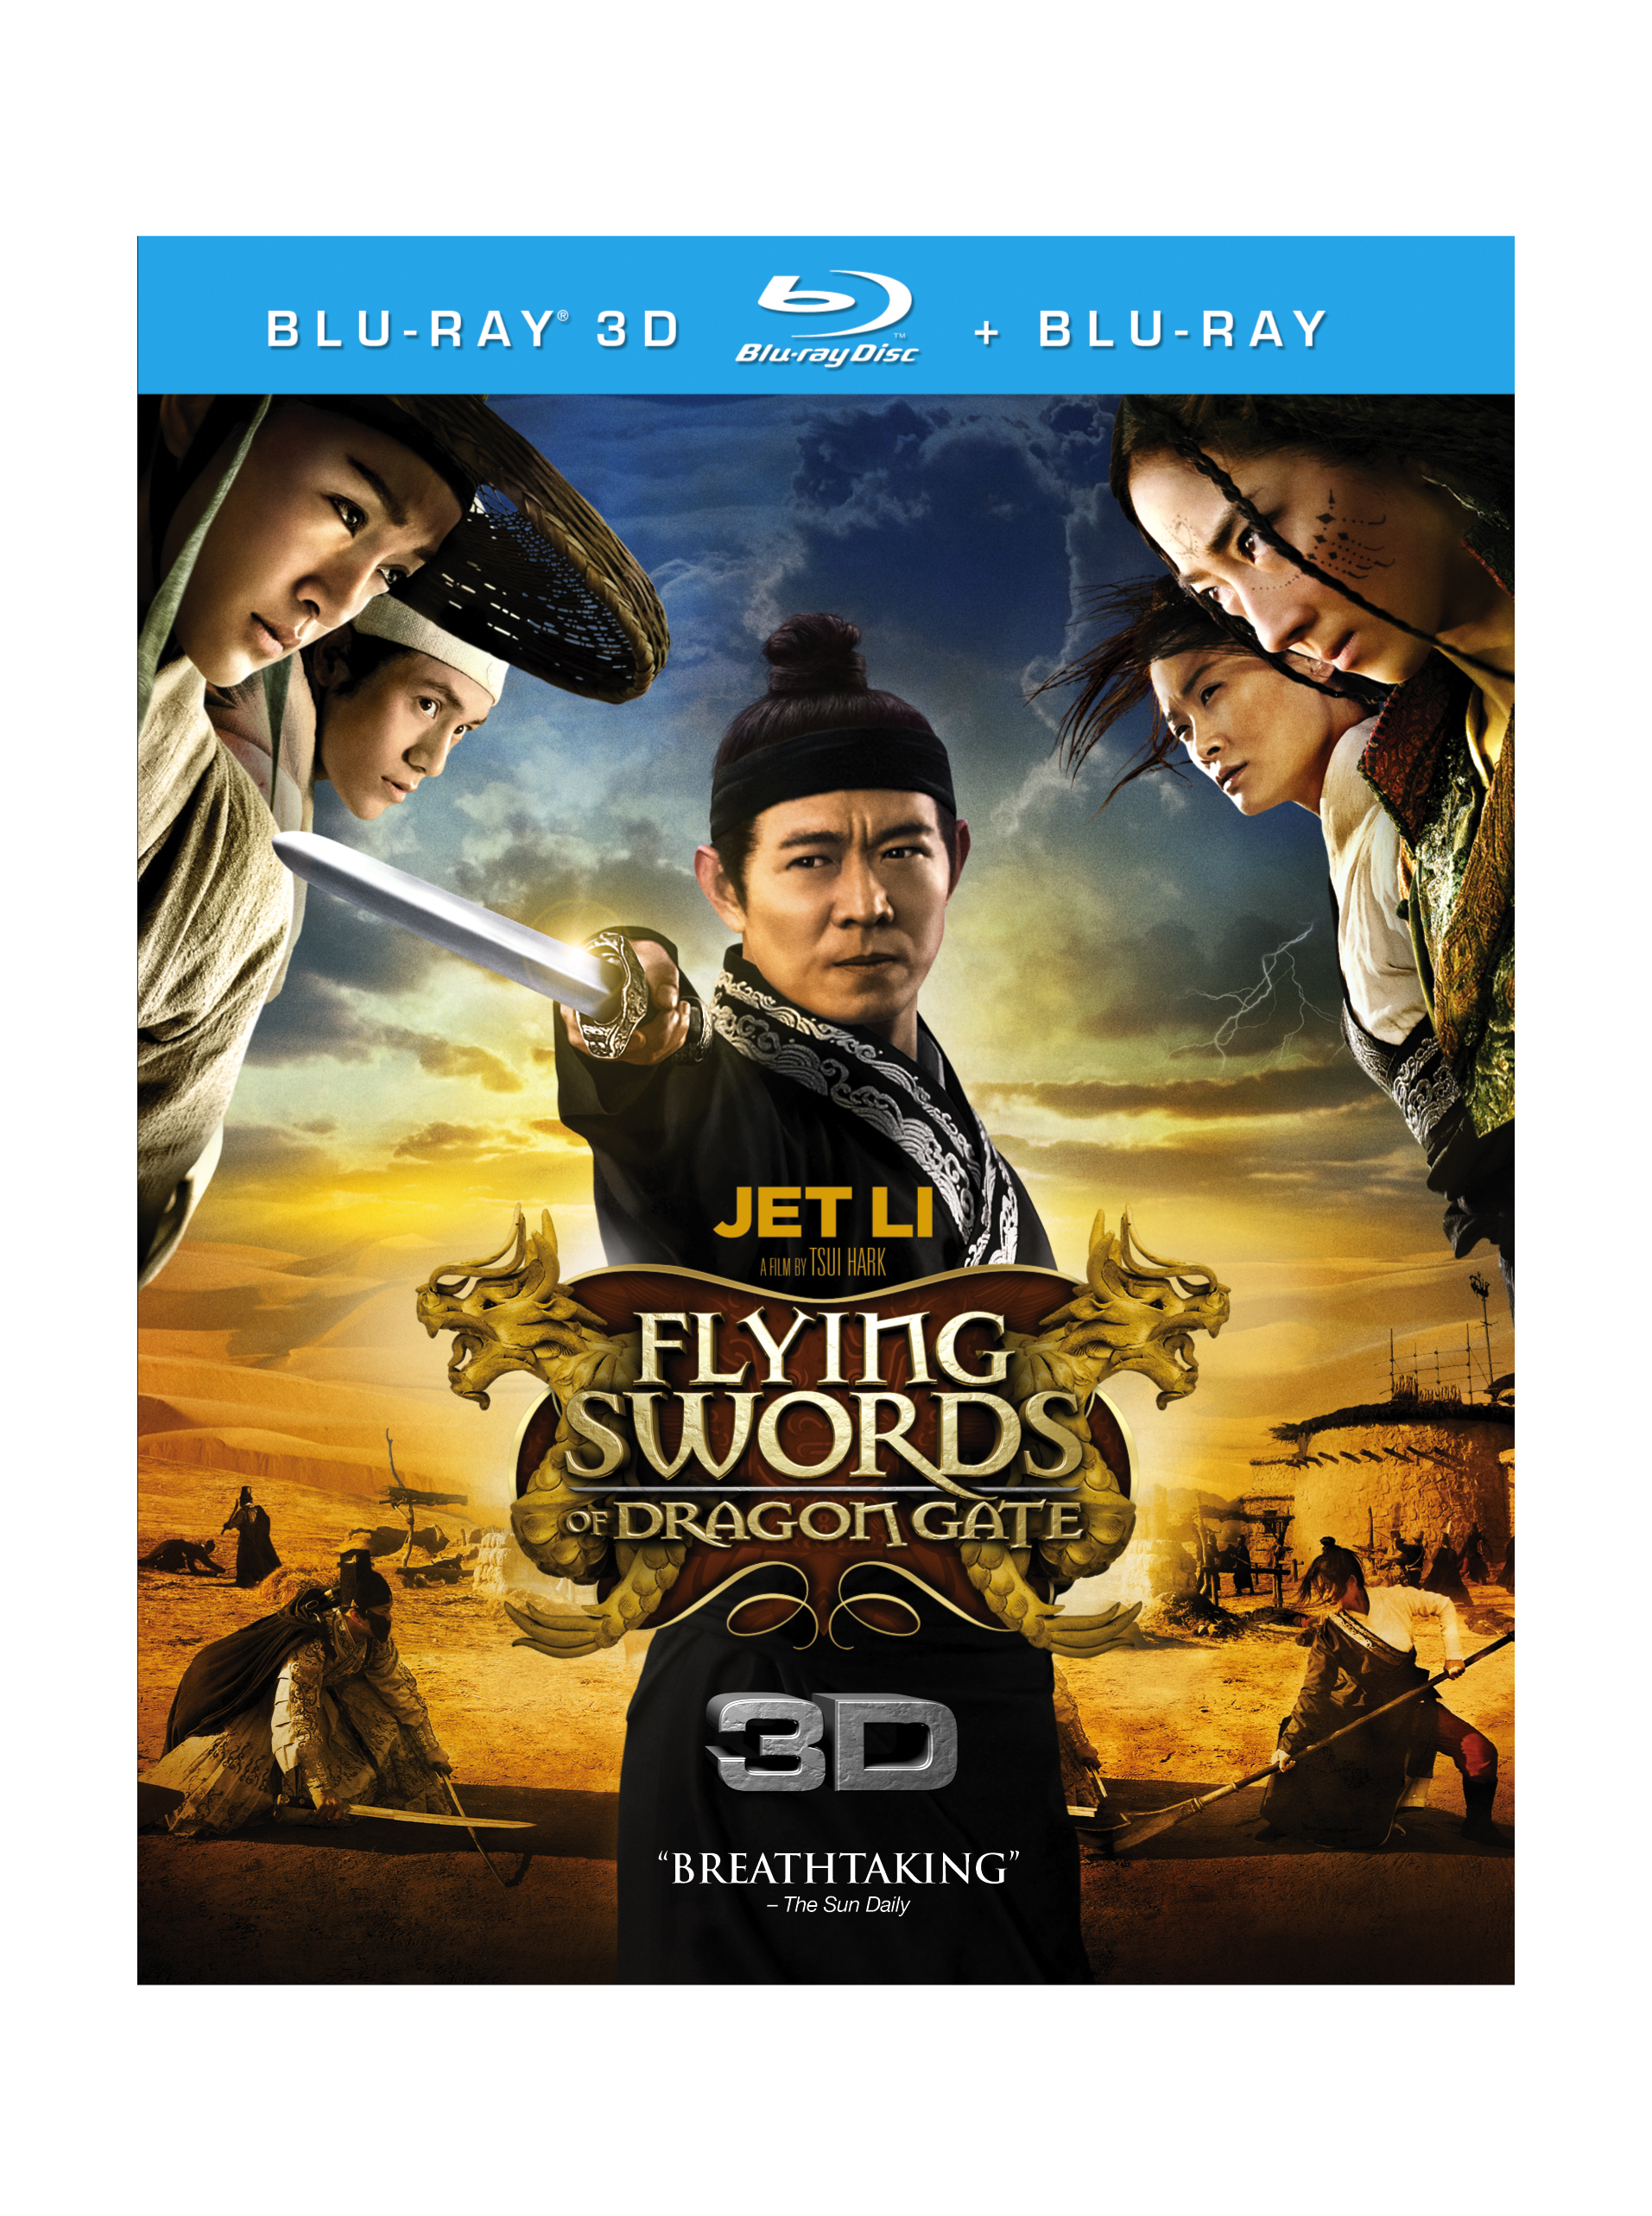 BLU-RAY® 3D Blu-ray Disc™ + BLU-RAY
JET LI
A FILM BY TSUI HARK
FLYING
SWORDS
OF DRAGON GATE
3D
“BREATHTAKING”
– The Sun Daily